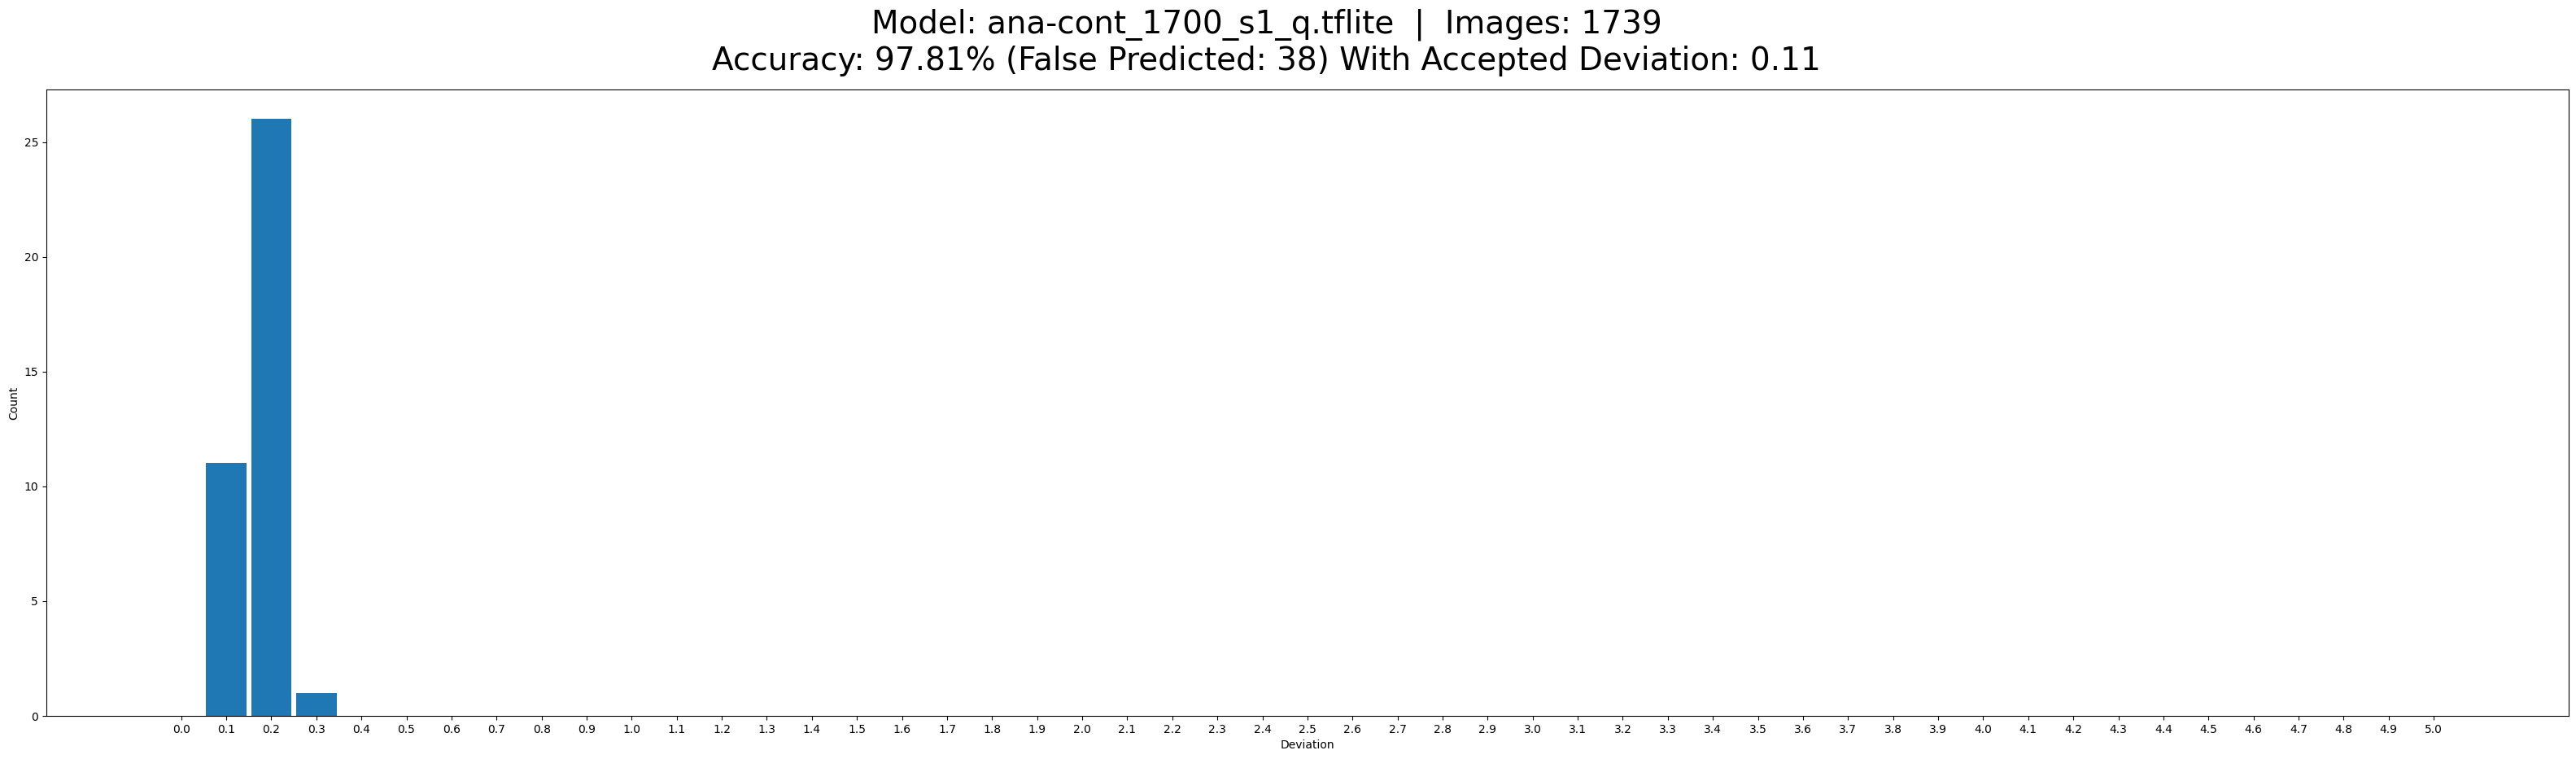 Model: ana-cont_1700_s1_q.tflite  |  Images: 1739
Accuracy: 97.81% (False Predicted: 38) With Accepted Deviation: 0.11
25
20
15
10
5
0
Count
0.0 0.1 0.2 0.3 0.4 0.5 0.6 0.7 0.8 0.9 1.0 1.1 1.2 1.3 1.4 1.5 1.6 1.7 1.8 1.9 2.0 2.1 2.2 2.3 2.4 2.5 2.6 2.7 2.8 2.9 3.0 3.1 3.2 3.3 3.4 3.5 3.6 3.7 3.8 3.9 4.0 4.1 4.2 4.3 4.4 4.5 4.6 4.7 4.8 4.9 5.0
Deviation